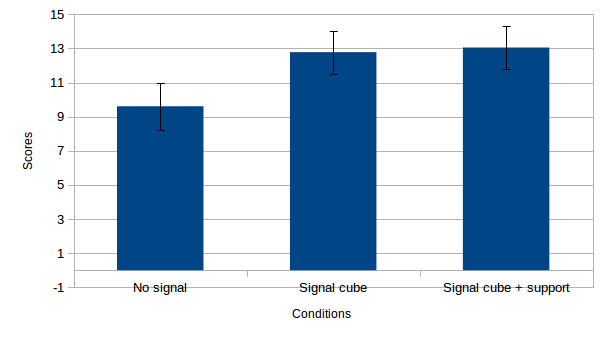 15
13
11
9
7
5
3
1
-1
Scores
No signal
Signal cube
Signal cube + support
Conditions